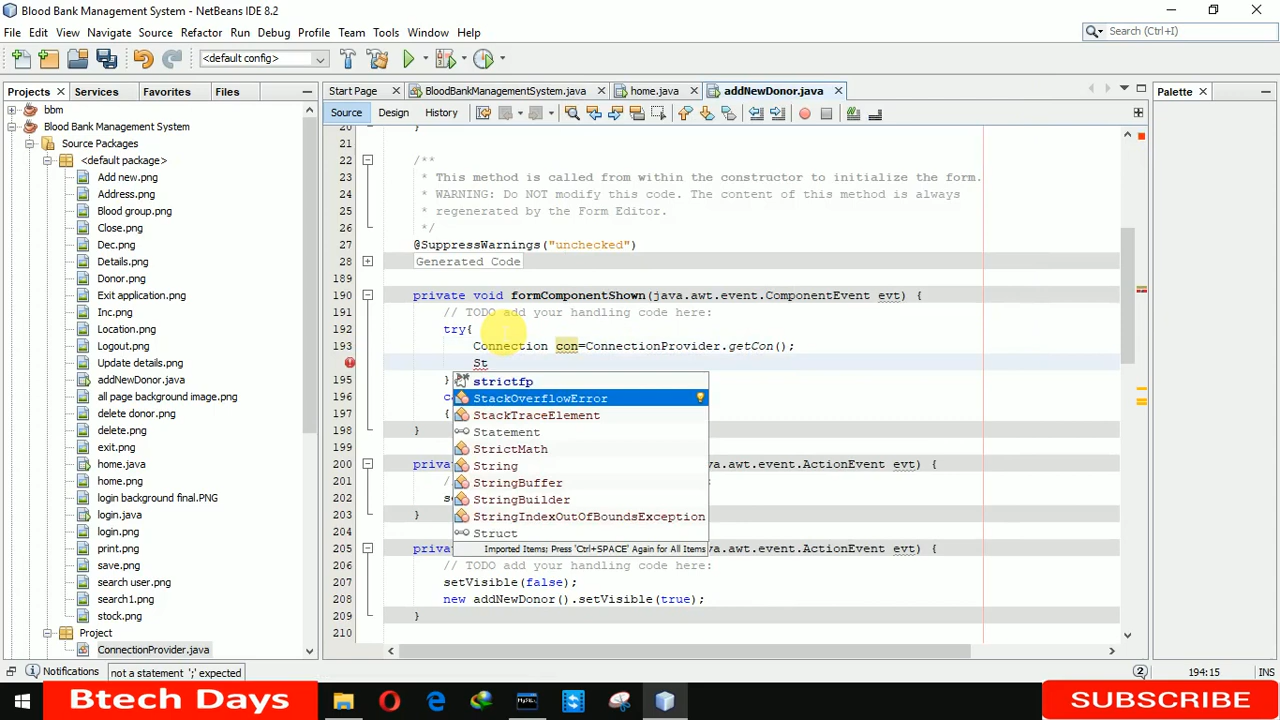 Blood Bank Management System - NetBeans IDE 8.2
File Edit View Navigate Source Refactor Run Debug Profile Team Tools Window Help
Search (Ctrl+I)
<default config>
Projects Services Favorites Files
Start Page BloodBankManagementSystem.java home.java addNewDonor.java
Palette
Source Design History
bbm
Blood Bank Management System
Source Packages
<default package>
Add new.png
Address.png
Blood group.png
Close.png
Dec.png
Details.png
Donor.png
Exit application.png
Inc.png
Location.png
Logout.png
Update details.png
addNewDonor.java
all page background image.png
delete donor.png
delete.png
exit.png
home.java
home.png
login background final.PNG
login.java
login.png
print.png
save.png
search user.png
search1.png
stock.png
Project
ConnectionProvider.java
20 }
21
22 /**
23 * This method is called from within the constructor to initialize the form.
24 * WARNING: Do NOT modify this code. The content of this method is always
25 * regenerated by the Form Editor.
26 */
27 @SuppressWarnings("unchecked")
28 Generated Code
189
190 private void formComponentShown(java.awt.event.ComponentEvent evt) {
191 // TODO add your handling code here:
192 try{
193 Connection con=ConnectionProvider.getCon();
St
195 }
196 ca
197 {
198 }
199
200 priva va.awt.event.ActionEvent evt) {
201 /
202 s
203 }
204
205 priva va.awt.event.ActionEvent evt) {
206 // TODO add your handling code here:
207 setVisible(false);
208 new addNewDonor().setVisible(true);
209 }
210
strictfp
StackOverflowError
StackTraceElement
Statement
StrictMath
String
StringBuffer
StringBuilder
StringIndexOutOfBoundsException
Struct
Imported Items; Press 'Ctrl+SPACE' Again for All Items
Notifications not a statement ';' expected
2 194:15 INS
Btech Days
SUBSCRIBE